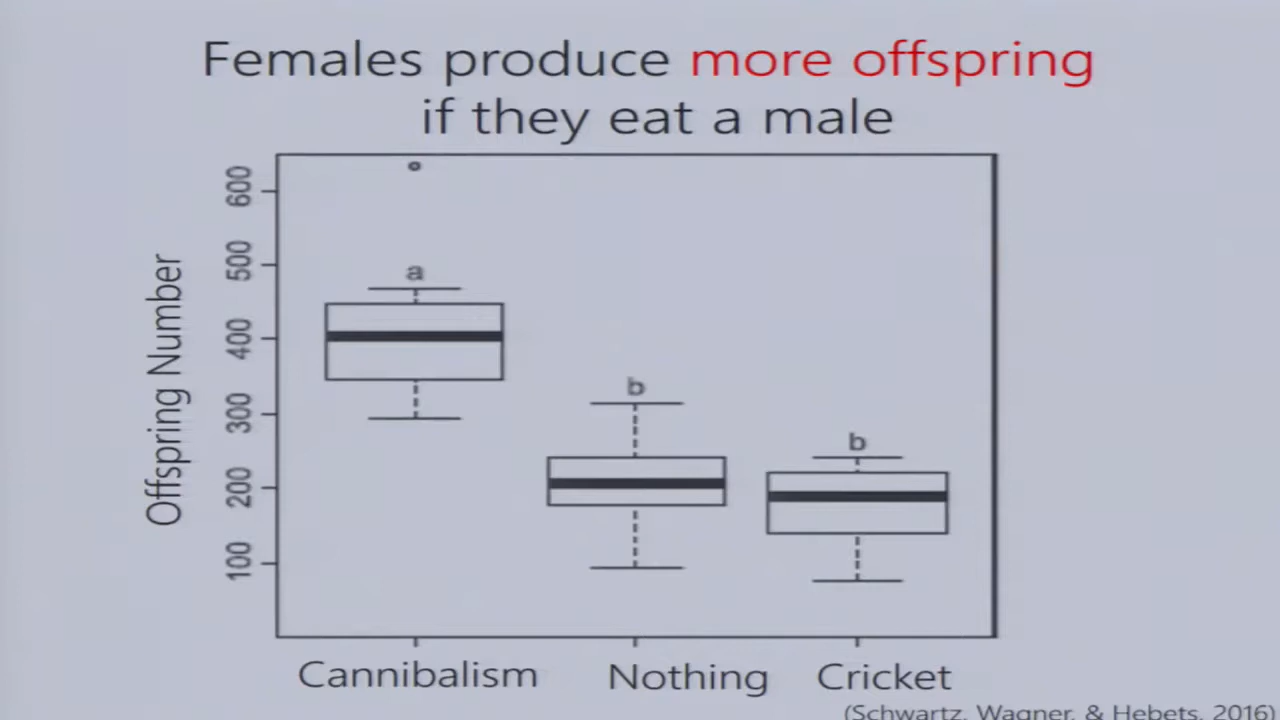 Females produce more offspring
if they eat a male
600
500
400
300
200
100
Offspring Number
a
b
b
Cannibalism Nothing Cricket
(Schwartz, Wagner, & Hebets, 2016)